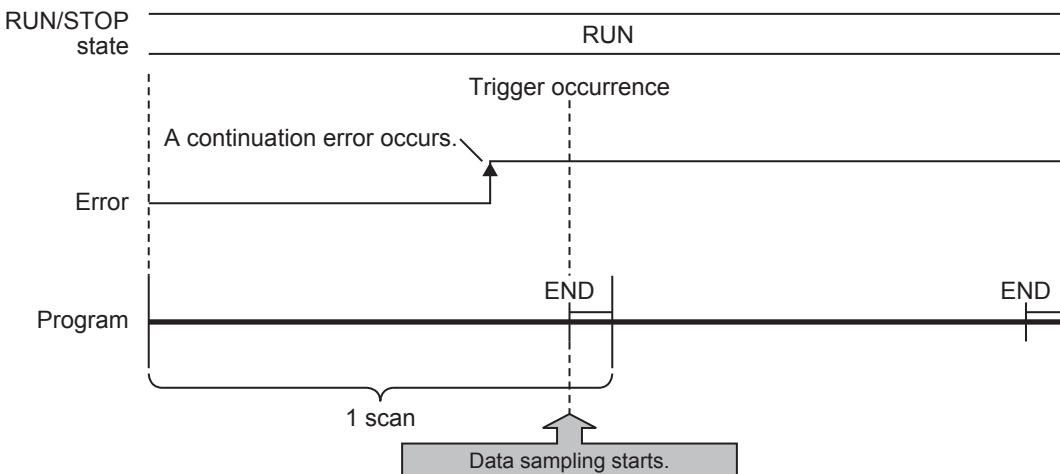 RUN/STOP
state
RUN
Trigger occurrence
A continuation error occurs.
Error
END
END
Program
1 scan
Data sampling starts.